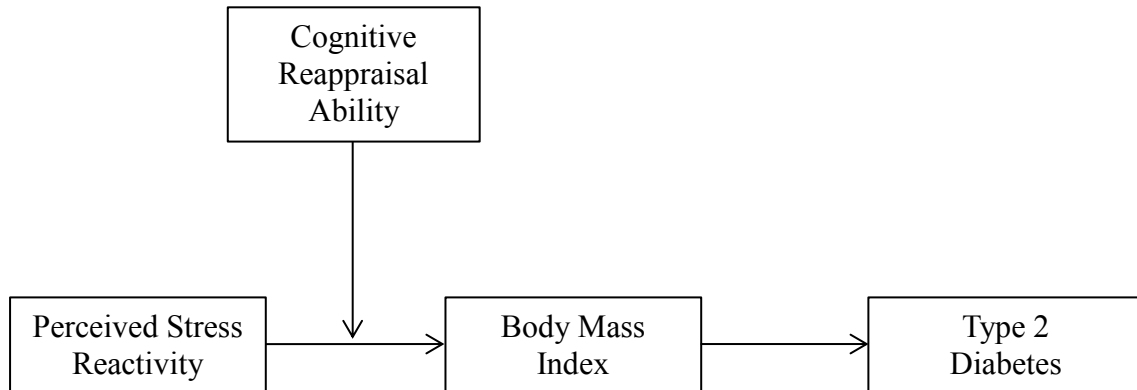 Cognitive
Reappraisal
Ability
Perceived Stress
Reactivity
Body Mass
Index
Type 2
Diabetes